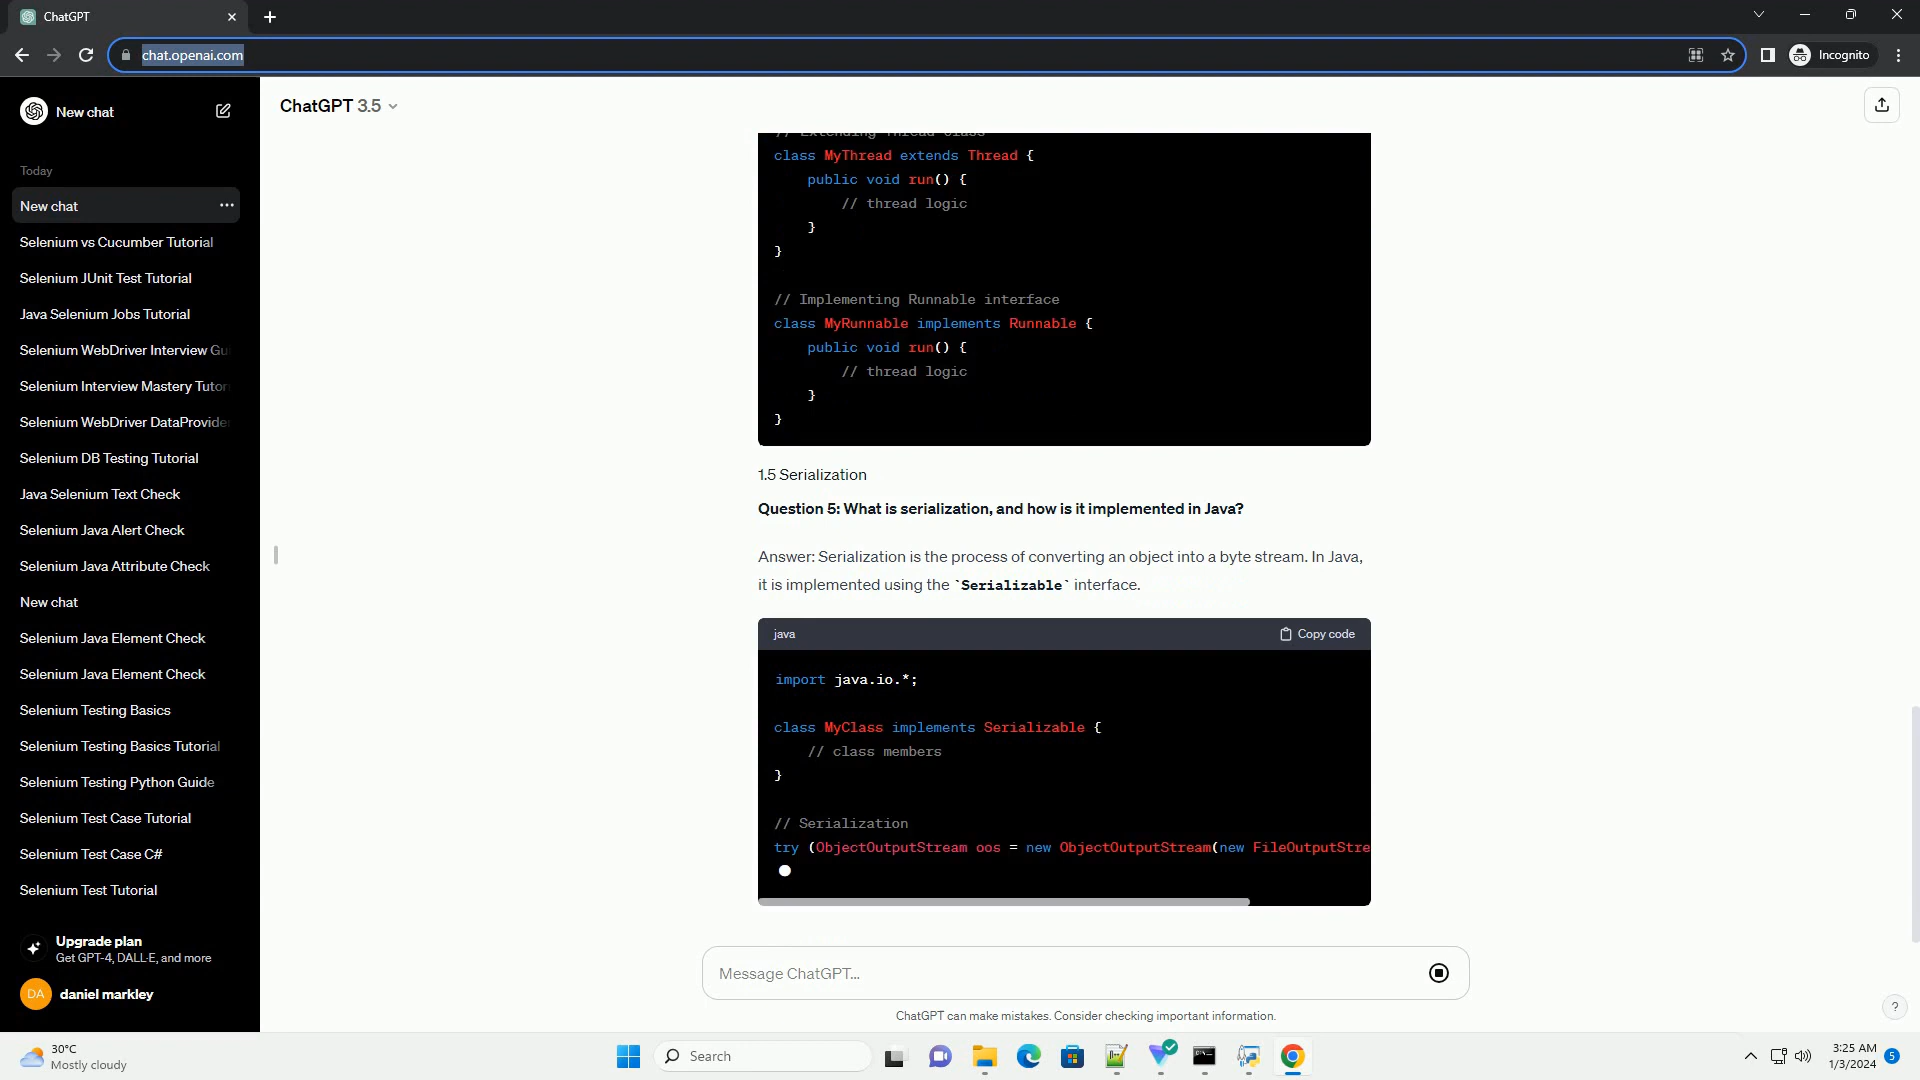 ChatGPT
chat.openai.com
Incognito
New chat
Today
New chat
Selenium vs Cucumber Tutorial
Selenium JUnit Test Tutorial
Java Selenium Jobs Tutorial
Selenium WebDriver Interview Gu
Selenium Interview Mastery Tutor
Selenium WebDriver DataProvide
Selenium DB Testing Tutorial
Java Selenium Text Check
Selenium Java Alert Check
Selenium Java Attribute Check
New chat
Selenium Java Element Check
Selenium Java Element Check
Selenium Testing Basics
Selenium Testing Basics Tutorial
Selenium Testing Python Guide
Selenium Test Case Tutorial
Selenium Test Case C#
Selenium Test Tutorial
Upgrade plan
Get GPT-4, DALL·E, and more
DA daniel markley
ChatGPT 3.5
// Extending Thread class
class MyThread extends Thread {
public void run() {
// thread logic
}
}
// Implementing Runnable interface
class MyRunnable implements Runnable {
public void run() {
// thread logic
}
}
1.5 Serialization
Question 5: What is serialization, and how is it implemented in Java?
Answer: Serialization is the process of converting an object into a byte stream. In Java,
it is implemented using the `Serializable` interface.
java Copy code
import java.io.*;
class MyClass implements Serializable {
// class members
}
// Serialization
try (ObjectOutputStream oos = new ObjectOutputStream(new FileOutputStre
Message ChatGPT...
ChatGPT can make mistakes. Consider checking important information.
?
30°C
Mostly cloudy
Search
3:25 AM
1/3/2024
5